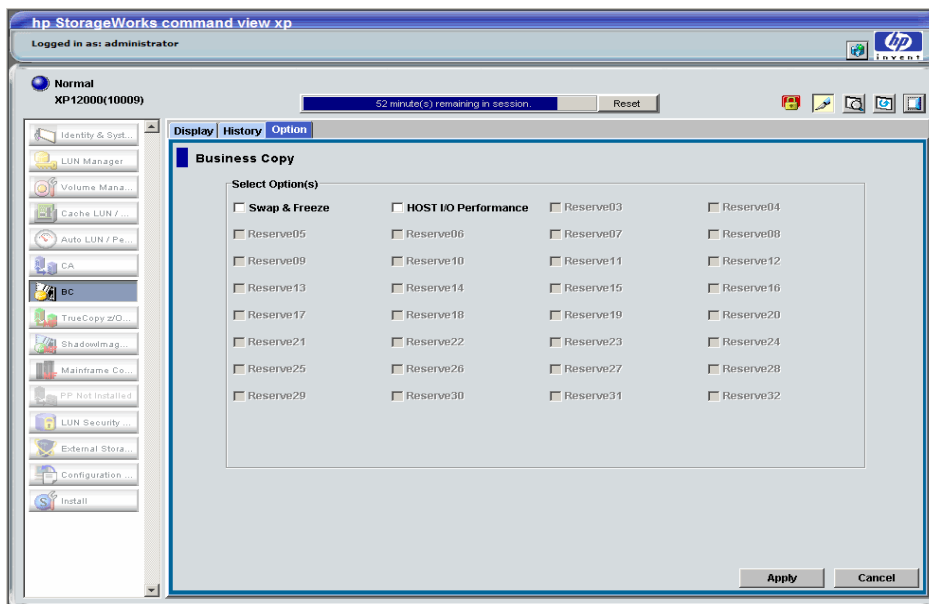 hp StorageWorks command view xp
Logged in as: administrator
hp
invent
Normal
XP12000(10009)
52 minute(s) remaining in session.
Reset
Identity & Syst...
LUN Manager
Volume Mana...
Cache LUN / ...
Auto LUN / Pe...
CA
BC
TrueCopy z/O...
ShadowImag...
Mainframe Co...
PP Not Installed
LUN Security ...
External Stora...
Configuration ...
Install
Display History Option
Business Copy
Select Option(s)
Swap & Freeze HOST I/O Performance Reserve03 Reserve04
Reserve05 Reserve06 Reserve07 Reserve08
Reserve09 Reserve10 Reserve11 Reserve12
Reserve13 Reserve14 Reserve15 Reserve16
Reserve17 Reserve18 Reserve19 Reserve20
Reserve21 Reserve22 Reserve23 Reserve24
Reserve25 Reserve26 Reserve27 Reserve28
Reserve29 Reserve30 Reserve31 Reserve32
Apply Cancel